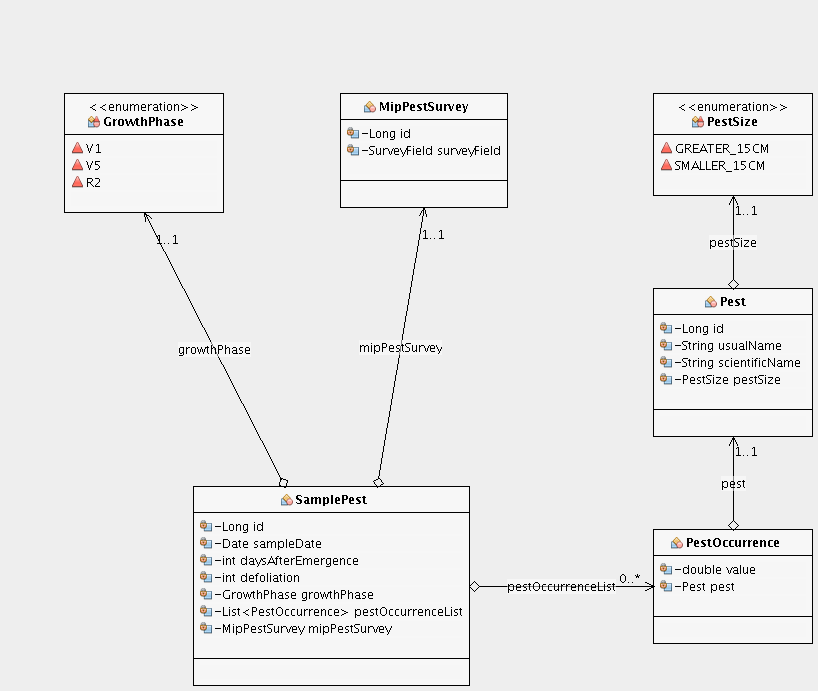 <<enumeration>>
GrowthPhase
V1
V5
R2
MipPestSurvey
-Long id
-SurveyField surveyField
<<enumeration>>
PestSize
GREATER_15CM
SMALLER_15CM
1..1
1..1
1..1
pestSize
Pest
-Long id
-String usualName
-String scientificName
-PestSize pestSize
growthPhase
mipPestSurvey
1..1
pest
SamplePest
-Long id
-Date sampleDate
-int daysAfterEmergence
-int defoliation
-GrowthPhase growthPhase
-List<PestOccurrence> pestOccurrenceList
-MipPestSurvey mipPestSurvey
pestOccurrenceList
0..*
PestOccurrence
-double value
-Pest pest